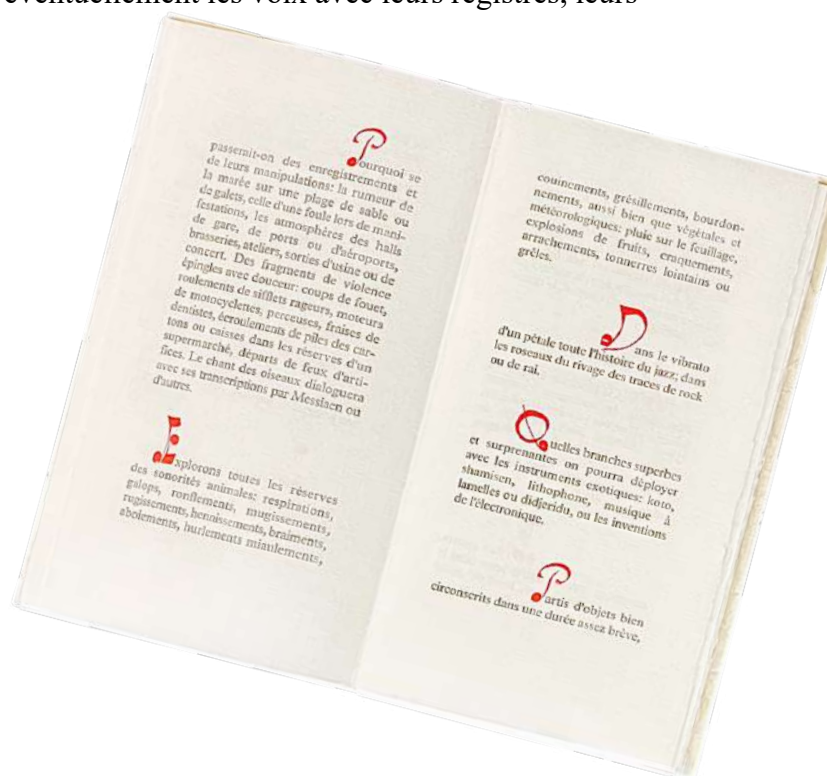 éventuellement les voix avec leurs registres, leurs
Pourquoi se
passerait-on des enregistrements et
de leurs manipulations: la rumeur de
la marée sur une plage de sable ou
de galets, celle d'une foule lors de mani-
festations, les atmosphères des halls
de gare, de ports ou d'aéroports,
brasseries, ateliers, sorties d'usine ou de
concert. Des fragments de violence
épinglés avec douceur: coups de fouet,
roulements de sifflets rageurs, moteurs
de motocyclettes, perceuses, fraises de
dentistes, écroulements de piles des car-
tons ou caisses dans les réserves d'un
supermarché, départs de feux d'arti-
fices. Le chant des oiseaux dialoguera
avec ses transcriptions par Messiaen ou
d'autres.
Explorons toutes les réserves
des sonorités animales: respirations,
galops, ronflements, mugissements,
rugissements, hennissements, braiments,
aboiements, hurlements miaulements,
couinements, grésillements, bourdon-
nements, aussi bien que végétales et
météorologiques: pluie sur le feuillage,
explosions de fruits, craquements,
arrachements, tonnerres lointains ou
grêles.
Dans le vibrato
d'un pétale toute l'histoire du jazz; dans
les roseaux du rivage des traces de rock
ou de rai.
Quelles branches superbes
et surprenantes on pourra déployer
avec les instruments exotiques: koto,
shamisen, lithophone, musique à
lamelles ou didjeridu, ou les inventions
de l'électronique.
Partis d'objets bien
circonscrits dans une durée assez brève,